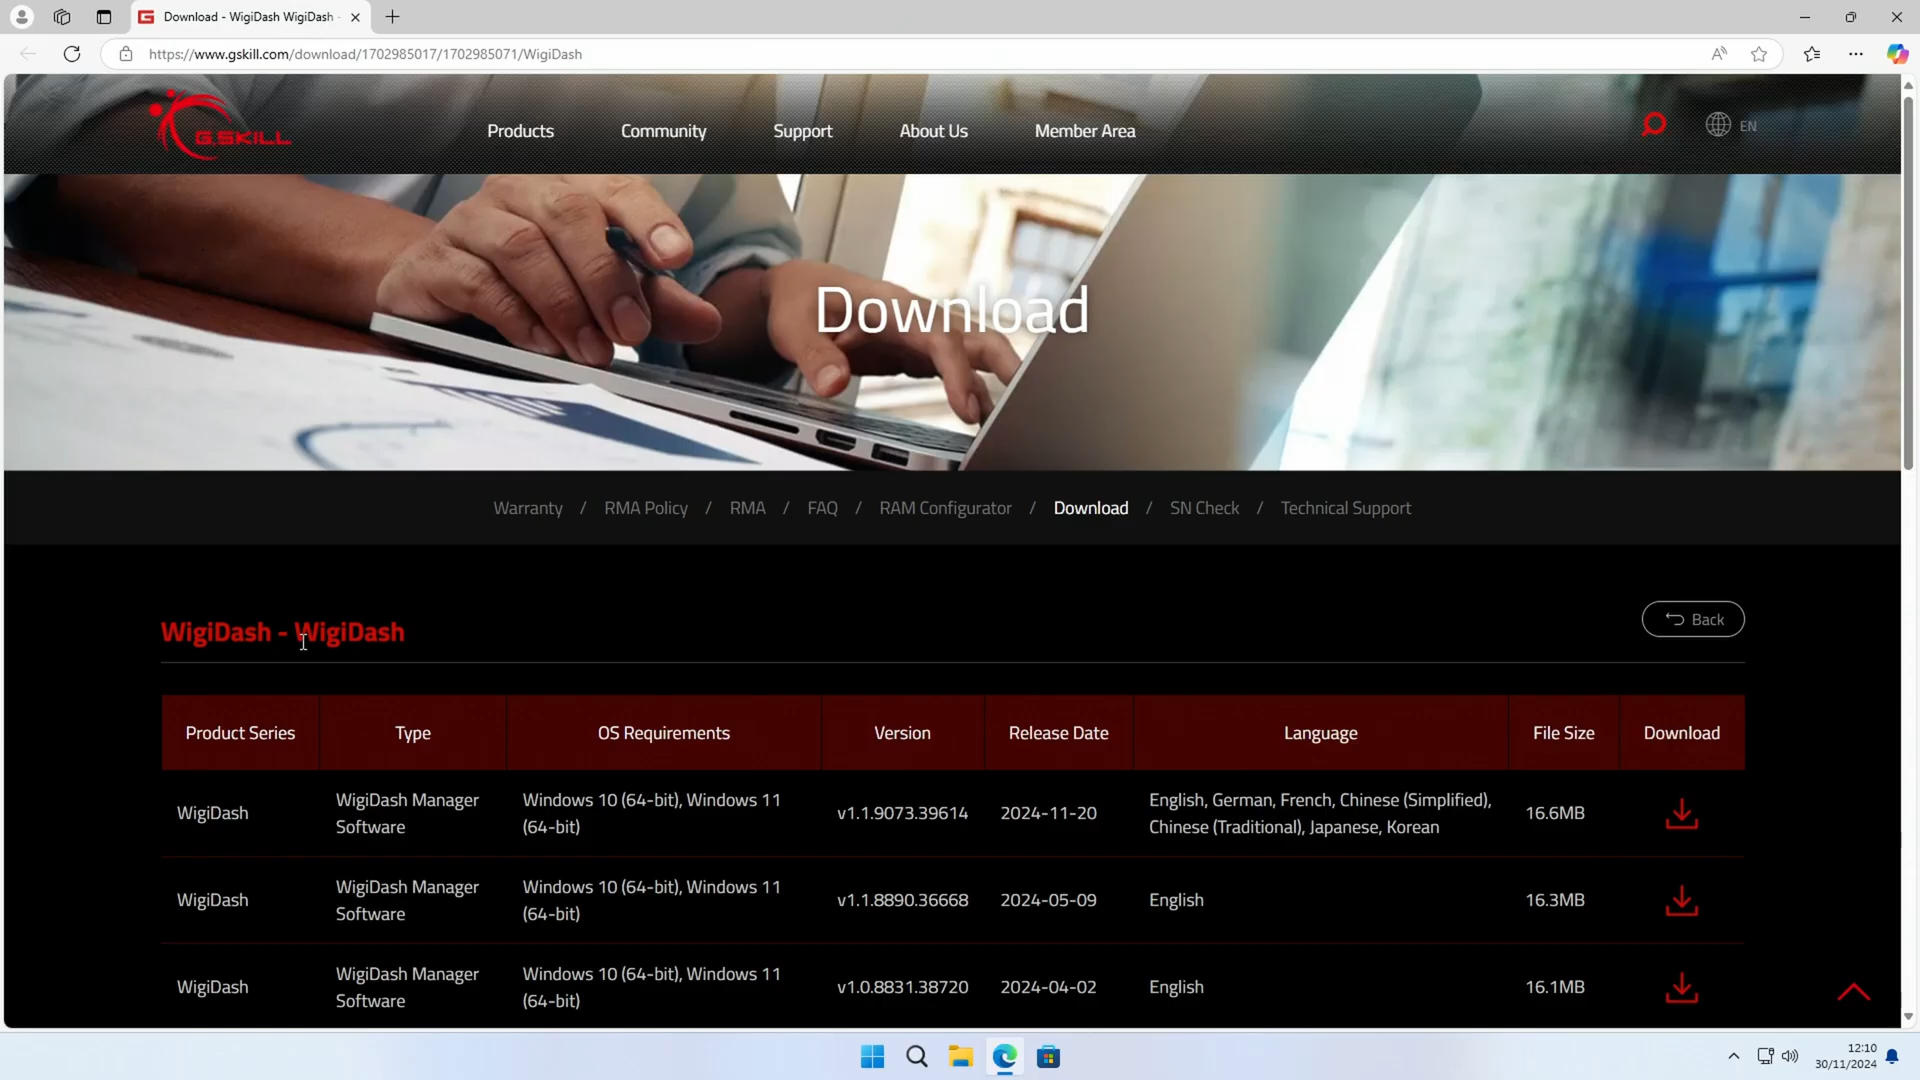 Download - WigiDash WigiDash -
https://www.gskill.com/download/1702985017/1702985071/WigiDash
G.SKILL
Products
Community
Support
About Us
Member Area
EN
Download
Warranty / RMA Policy / RMA / FAQ / RAM Configurator / Download / SN Check / Technical Support
WigiDash - WigiDash
Back
Product Series
Type
OS Requirements
Version
Release Date
Language
File Size
Download
WigiDash
WigiDash Manager
Software
Windows 10 (64-bit), Windows 11
(64-bit)
v1.1.9073.39614
2024-11-20
English, German, French, Chinese (Simplified),
Chinese (Traditional), Japanese, Korean
16.6MB
WigiDash
WigiDash Manager
Software
Windows 10 (64-bit), Windows 11
(64-bit)
v1.1.8890.36668
2024-05-09
English
16.3MB
WigiDash
WigiDash Manager
Software
Windows 10 (64-bit), Windows 11
(64-bit)
v1.0.8831.38720
2024-04-02
English
16.1MB
12:10
30/11/2024